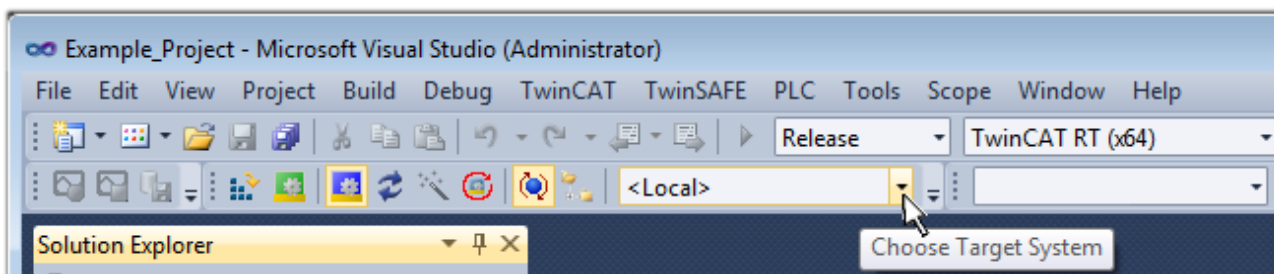 Example_Project - Microsoft Visual Studio (Administrator)
File Edit View Project Build Debug TwinCAT TwinSAFE PLC Tools Scope Window Help
Release TwinCAT RT (x64)
<Local>
Solution Explorer
Choose Target System